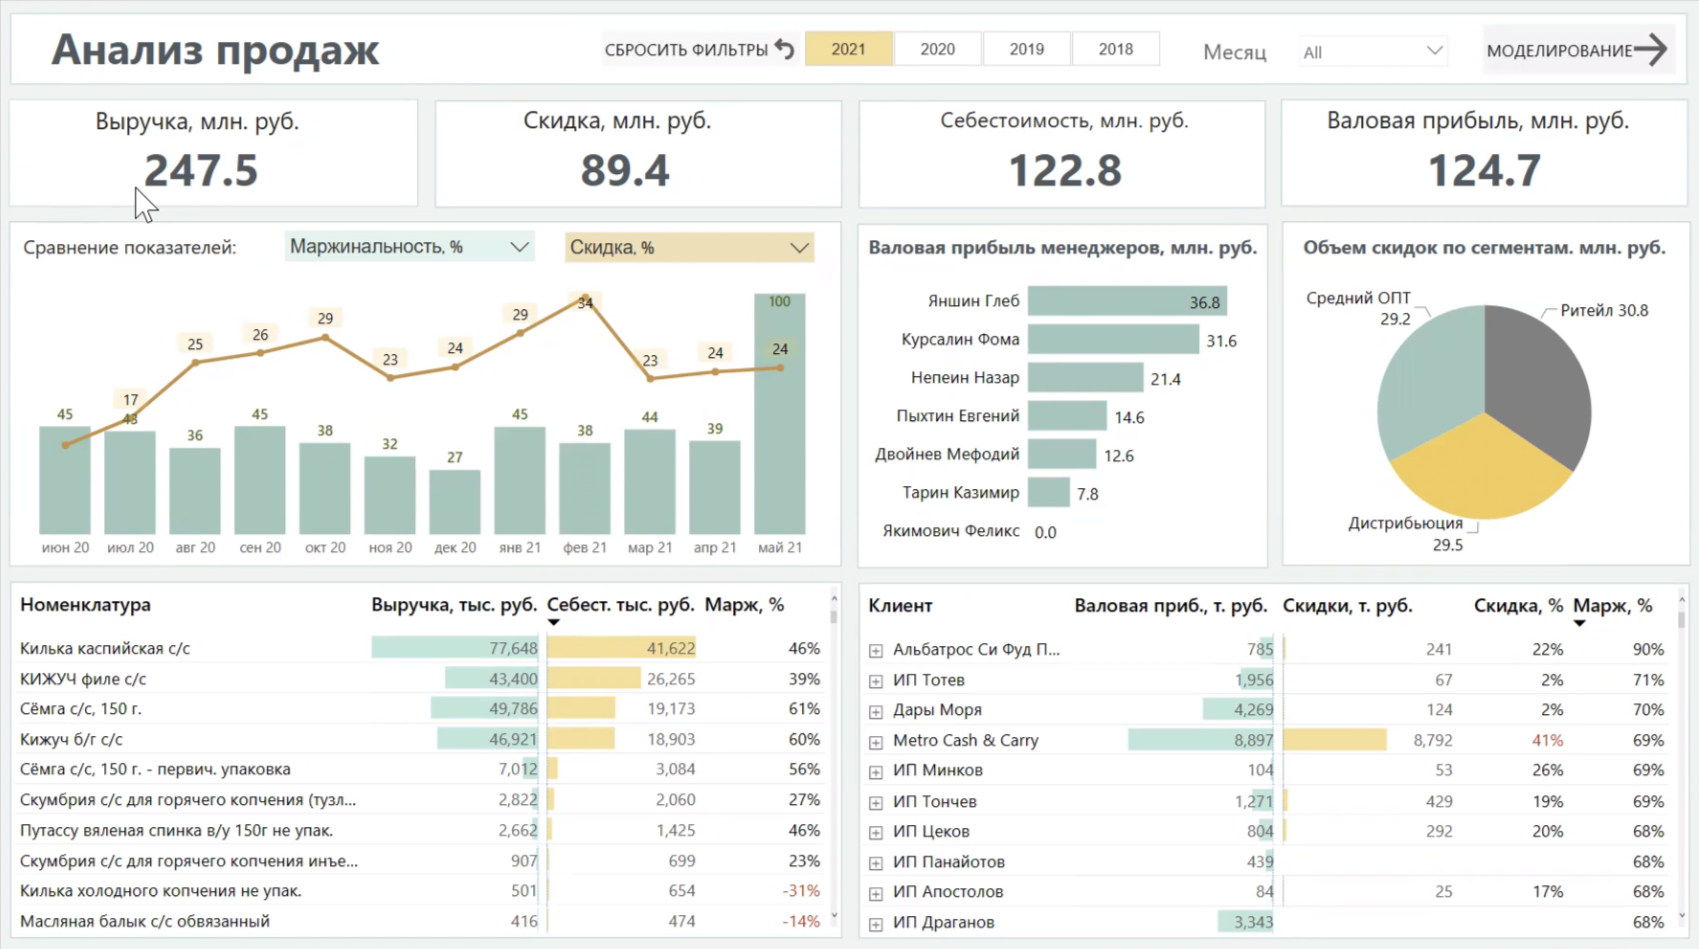 Анализ продаж
СБРОСИТЬ ФИЛЬТРЫ 2021 2020 2019 2018 Месяц All МОДЕЛИРОВАНИЕ
Выручка, млн. руб.
247.5
Скидка, млн. руб.
89.4
Себестоимость, млн. руб.
122.8
Валовая прибыль, млн. руб.
124.7
Сравнение показателей: Маржинальность, % Скидка, %
17 25 26 29 23 24 29 34 23 24 24
45 43 36 45 38 32 27 45 38 44 39 100
июн 20 июл 20 авг 20 сен 20 окт 20 ноя 20 дек 20 янв 21 фев 21 мар 21 апр 21 май 21
Валовая прибыль менеджеров, млн. руб.
Яншин Глеб 36.8
Курсалин Фома 31.6
Непеин Назар 21.4
Пыхтин Евгений 14.6
Двойнев Мефодий 12.6
Тарин Казимир 7.8
Якимович Феликс 0.0
Объем скидок по сегментам. млн. руб.
Средний ОПТ
29.2
Ритейл 30.8
Дистрибьюция
29.5
Номенклатура Выручка, тыс. руб. Себест. тыс. руб. Марж, %
Килька каспийская с/с 77,648 41,622 46%
КИЖУЧ филе с/с 43,400 26,265 39%
Сёмга с/с, 150 г. 49,786 19,173 61%
Кижуч б/г с/с 46,921 18,903 60%
Сёмга с/с, 150 г. - первич. упаковка 7,012 3,084 56%
Скумбрия с/с для горячего копчения (тузл... 2,822 2,060 27%
Путассу вяленая спинка в/у 150г не упак. 2,662 1,425 46%
Скумбрия с/с для горячего копчения инъе... 907 699 23%
Килька холодного копчения не упак. 501 654 -31%
Масляная балык с/с обвязанный 416 474 -14%
Клиент Валовая приб., т. руб. Скидки, т. руб. Скидка, % Марж, %
Альбатрос Си Фуд П... 785 241 22% 90%
ИП Тотев 1,956 67 2% 71%
Дары Моря 4,269 124 2% 70%
Metro Cash & Carry 8,897 8,792 41% 69%
ИП Минков 104 53 26% 69%
ИП Тончев 1,271 429 19% 69%
ИП Цеков 804 292 20% 68%
ИП Панайотов 439 68%
ИП Апостолов 84 25 17% 68%
ИП Драганов 3,343 68%